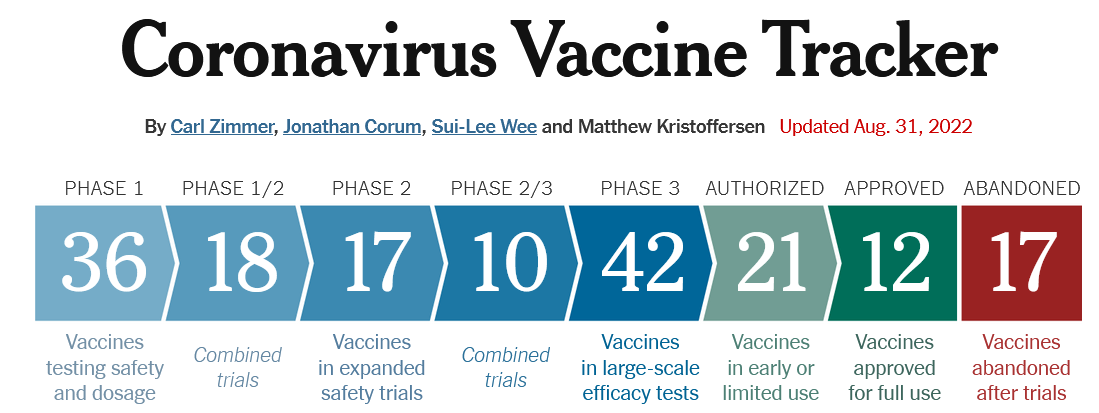 Coronavirus Vaccine Tracker
By Carl Zimmer, Jonathan Corum, Sui-Lee Wee and Matthew Kristoffersen Updated Aug. 31, 2022
PHASE 1 PHASE 1/2 PHASE 2 PHASE 2/3 PHASE 3 AUTHORIZED APPROVED ABANDONED
36 18 17 10 42 21 12 17
Vaccines
testing safety
and dosage
Combined
trials
Vaccines
in expanded
safety trials
Combined
trials
Vaccines
in large-scale
efficacy tests
Vaccines
in early or
limited use
Vaccines
approved
for full use
Vaccines
abandoned
after trials